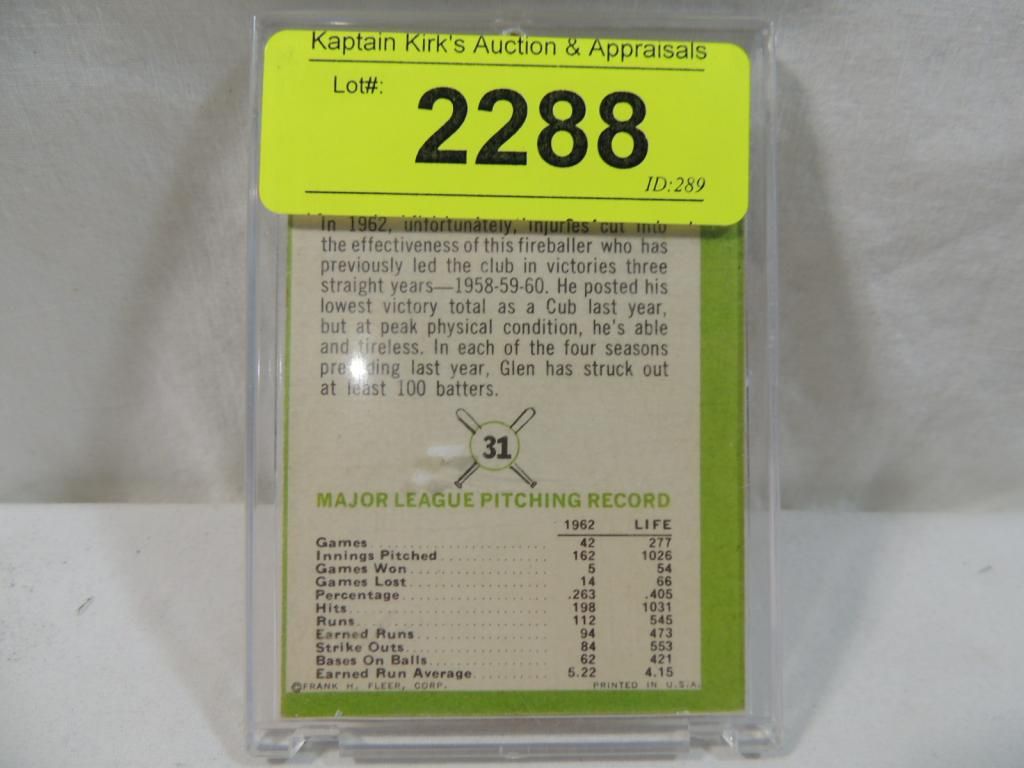 Kaptain Kirk's Auction & Appraisals
Lot#:
2288
ID:289
In 1962, unfortunately, injuries cut into
the effectiveness of this fireballer who has
previously led the club in victories three
straight years—1958-59-60. He posted his
lowest victory total as a Cub last year,
but at peak physical condition, he's able
and tireless. In each of the four seasons
preceding last year, Glen has struck out
at least 100 batters.
31
MAJOR LEAGUE PITCHING RECORD
1962 LIFE
Games 42 277
Innings Pitched 162 1026
Games Won 5 54
Games Lost 14 66
Percentage .263 .405
Hits 198 1031
Runs 112 545
Earned Runs 94 473
Strike Outs 84 553
Bases On Balls 62 421
Earned Run Average 5.22 4.15
©FRANK H. FLEER, CORP. PRINTED IN U.S.A.